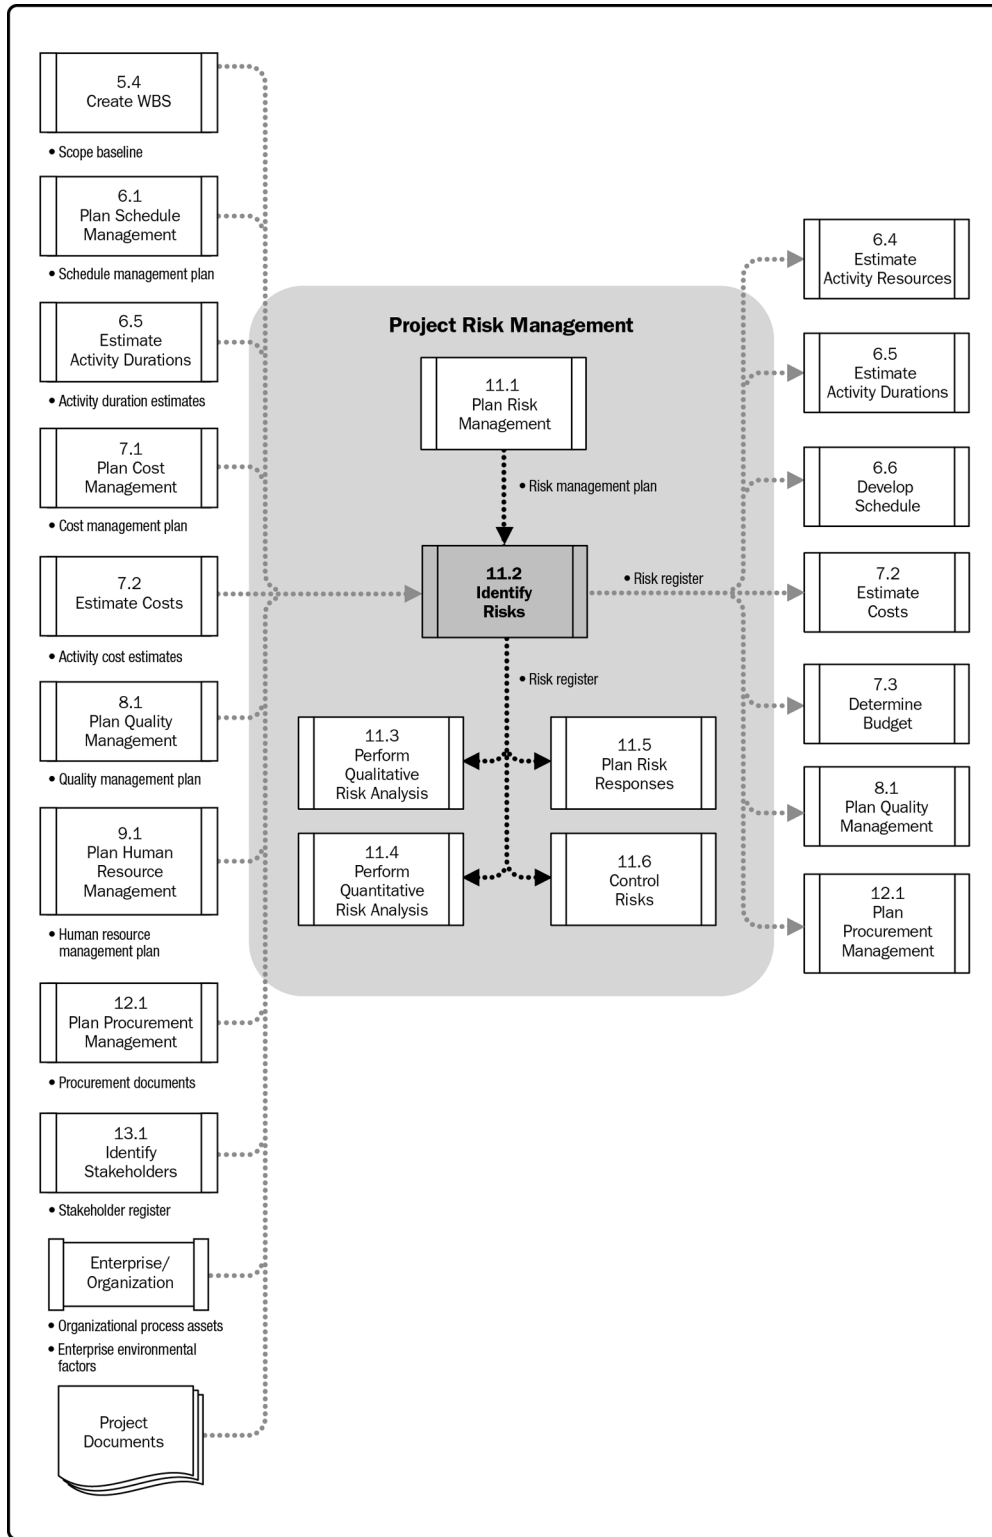 5.4
Create WBS
• Scope baseline
6.1
Plan Schedule
Management
• Schedule management plan
6.5
Estimate
Activity Durations
• Activity duration estimates
7.1
Plan Cost
Management
• Cost management plan
7.2
Estimate Costs
• Activity cost estimates
8.1
Plan Quality
Management
• Quality management plan
9.1
Plan Human
Resource
Management
• Human resource
management plan
12.1
Plan Procurement
Management
• Procurement documents
13.1
Identify
Stakeholders
• Stakeholder register
Enterprise/
Organization
• Organizational process assets
• Enterprise environmental
factors
Project
Documents
Project Risk Management
11.1
Plan Risk
Management
• Risk management plan
11.2
Identify
Risks
• Risk register
• Risk register
11.3
Perform
Qualitative
Risk Analysis
11.5
Plan Risk
Responses
11.4
Perform
Quantitative
Risk Analysis
11.6
Control
Risks
6.4
Estimate
Activity Resources
6.5
Estimate
Activity Durations
6.6
Develop
Schedule
7.2
Estimate
Costs
7.3
Determine
Budget
8.1
Plan Quality
Management
12.1
Plan
Procurement
Management